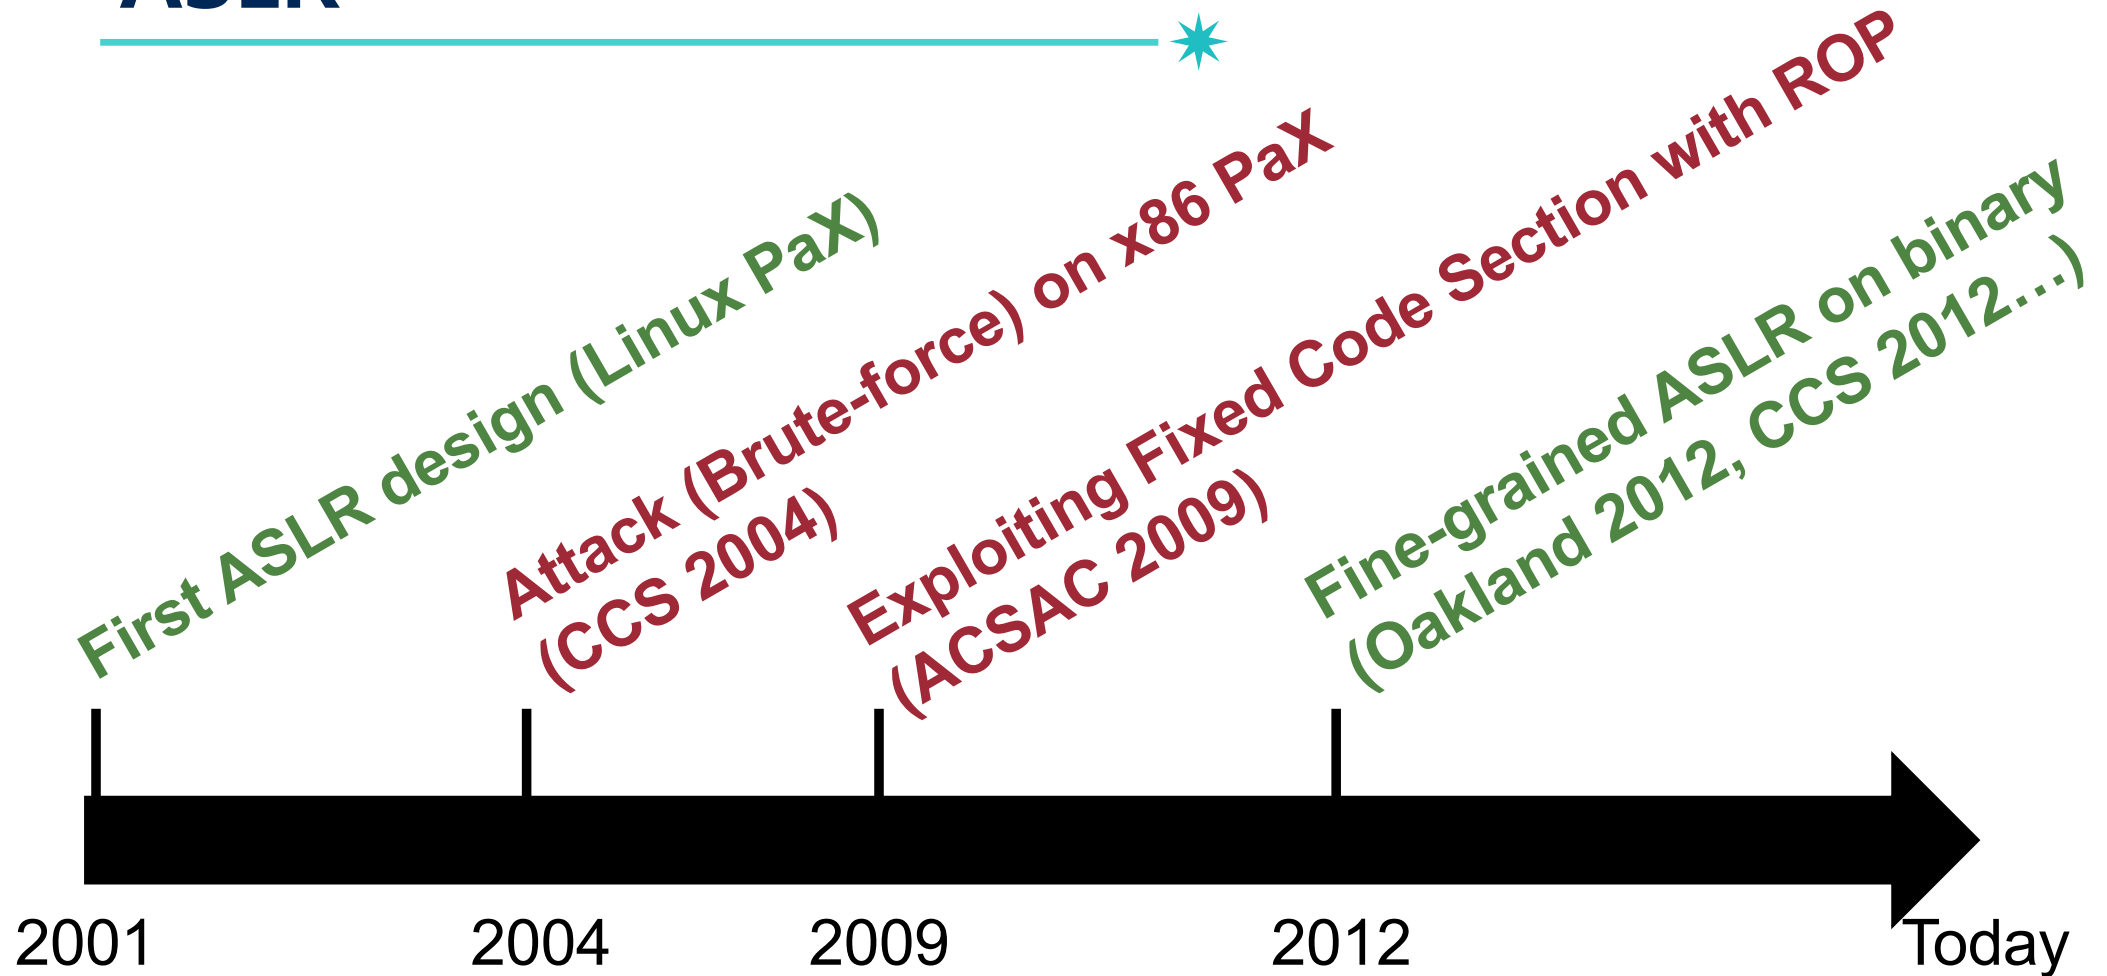 ASLR
First ASLR design (Linux PaX)
Attack (Brute-force) on x86 PaX
(CCS 2004)
Exploiting Fixed Code Section with ROP
(ACSAC 2009)
Fine-grained ASLR on binary
(Oakland 2012, CCS 2012…)
2001
2004
2009
2012
Today